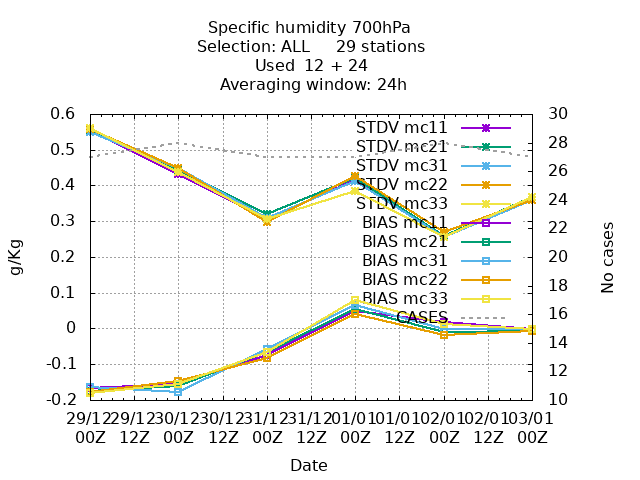 Specific humidity 700hPa
Selection: ALL 29 stations
Used 12 + 24
Averaging window: 24h
0.6
0.5
0.4
0.3
0.2
0.1
0
-0.1
-0.2
g/Kg
30
28
26
24
22
20
18
16
14
12
10
No cases
STDV mc11
STDV mc21
STDV mc31
STDV mc22
STDV mc33
BIAS mc11
BIAS mc21
BIAS mc31
BIAS mc22
BIAS mc33
CASES
29/12 29/12 30/12 30/12 31/12 31/12 01/01 01/01 02/01 02/01 03/01
00Z 12Z 00Z 12Z 00Z 12Z 00Z 12Z 00Z 12Z 00Z
Date